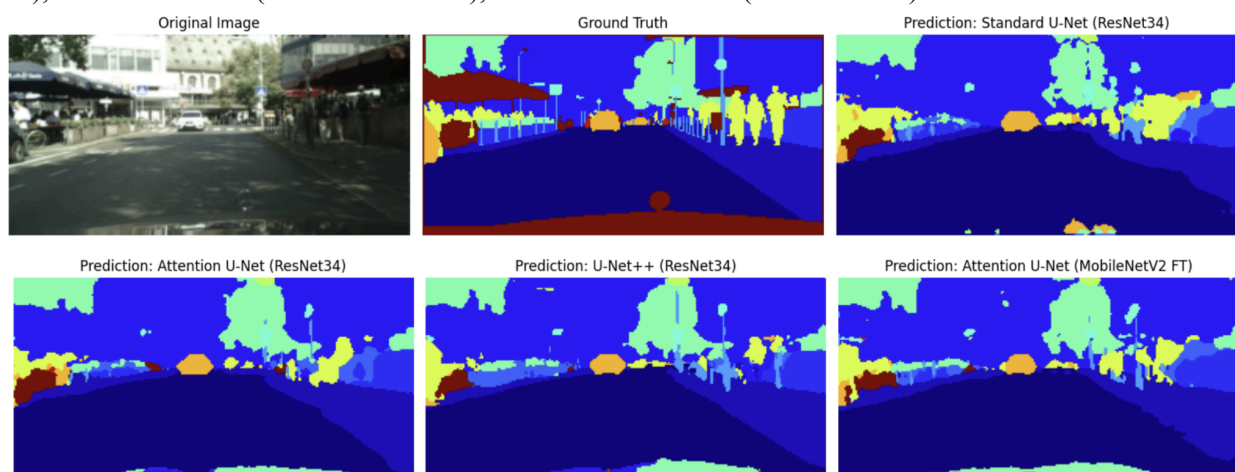 Original Image
Ground Truth
Prediction: Standard U-Net (ResNet34)
Prediction: Attention U-Net (ResNet34)
Prediction: U-Net++ (ResNet34)
Prediction: Attention U-Net (MobileNetV2 FT)